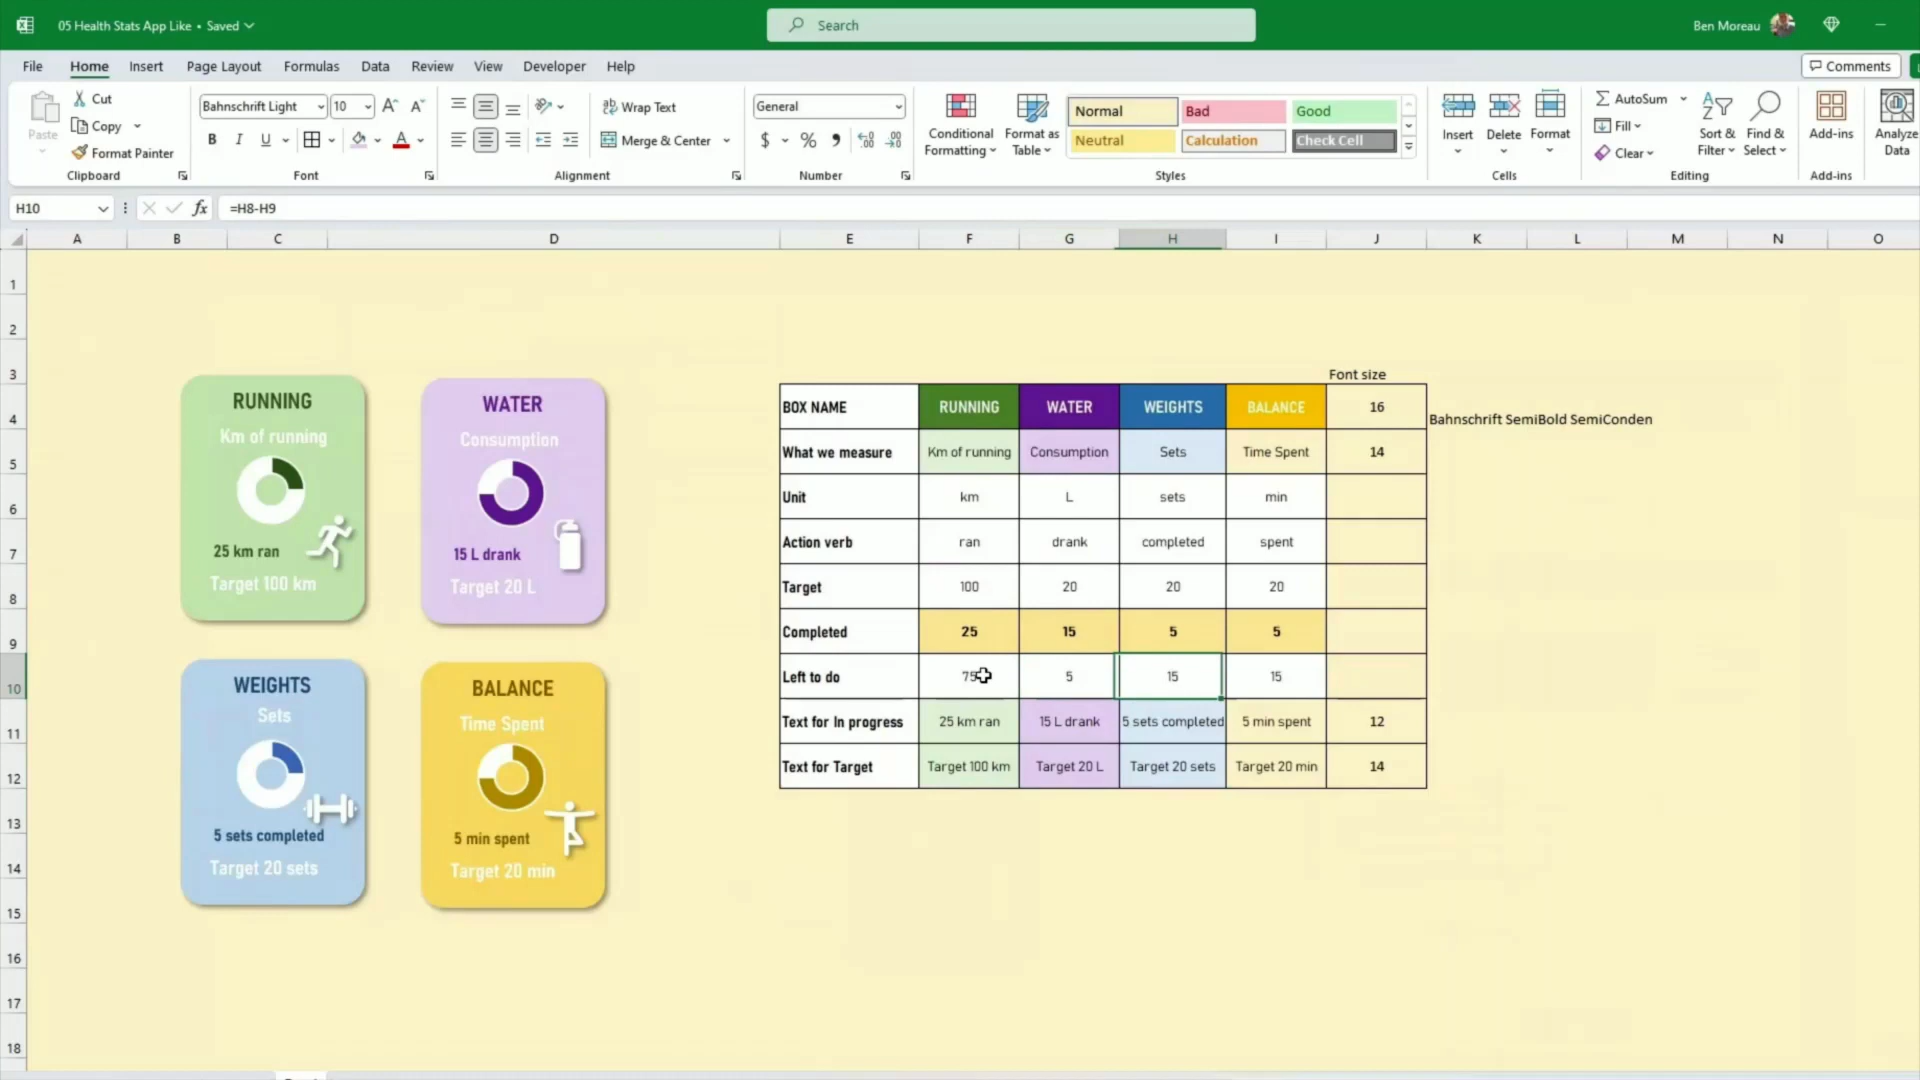 05 Health Stats App Like • Saved
Search
Ben Moreau
File Home Insert Page Layout Formulas Data Review View Developer Help
Comments
Paste
Cut
Copy
Format Painter
Clipboard
Bahnschrift Light 10
B I U
Font
Wrap Text
Merge & Center
Alignment
General
$ % ,
Number
Conditional Formatting
Format as Table
Normal Bad Good
Neutral Calculation Check Cell
Styles
Insert Delete Format
Cells
AutoSum
Fill
Clear
Sort & Filter
Find & Select
Editing
Add-ins
Add-ins
Analyze Data
H10 fx =H8-H9
A B C D E F G H I J K L M N O
1
2
3
4
5
6
7
8
9
10
11
12
13
14
15
16
17
18
RUNNING
Km of running
25 km ran
Target 100 km
WATER
Consumption
15 L drank
Target 20 L
WEIGHTS
Sets
5 sets completed
Target 20 sets
BALANCE
Time Spent
5 min spent
Target 20 min
Font size
BOX NAME RUNNING WATER WEIGHTS BALANCE 16 Bahnschrift SemiBold SemiConden
What we measure Km of running Consumption Sets Time Spent 14
Unit km L sets min
Action verb ran drank completed spent
Target 100 20 20 20
Completed 25 15 5 5
Left to do 75 5 15 15
Text for In progress 25 km ran 15 L drank 5 sets completed 5 min spent 12
Text for Target Target 100 km Target 20 L Target 20 sets Target 20 min 14